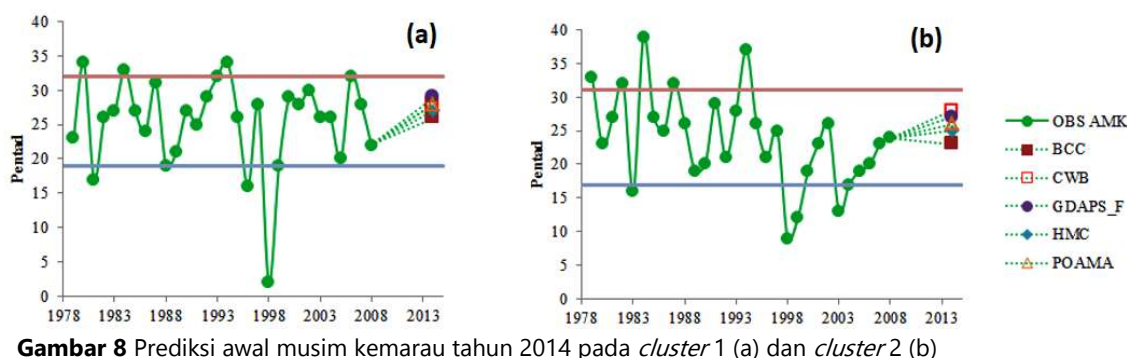 (a)
40
35
30
25
20
15
10
5
0
Pentad
1978 1983 1988 1993 1998 2003 2008 2013
(b)
40
35
30
25
20
15
10
5
0
Pentad
1978 1983 1988 1993 1998 2003 2008 2013
OBS AMK
BCC
CWB
GDAPS_F
HMC
POAMA
Gambar 8 Prediksi awal musim kemarau tahun 2014 pada cluster 1 (a) dan cluster 2 (b)